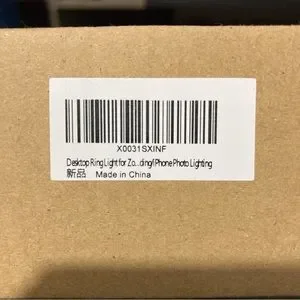 X0031SXINF
Desktop Ring Light for Zo...ding/iPhone Photo Lighting
新品 Made in China